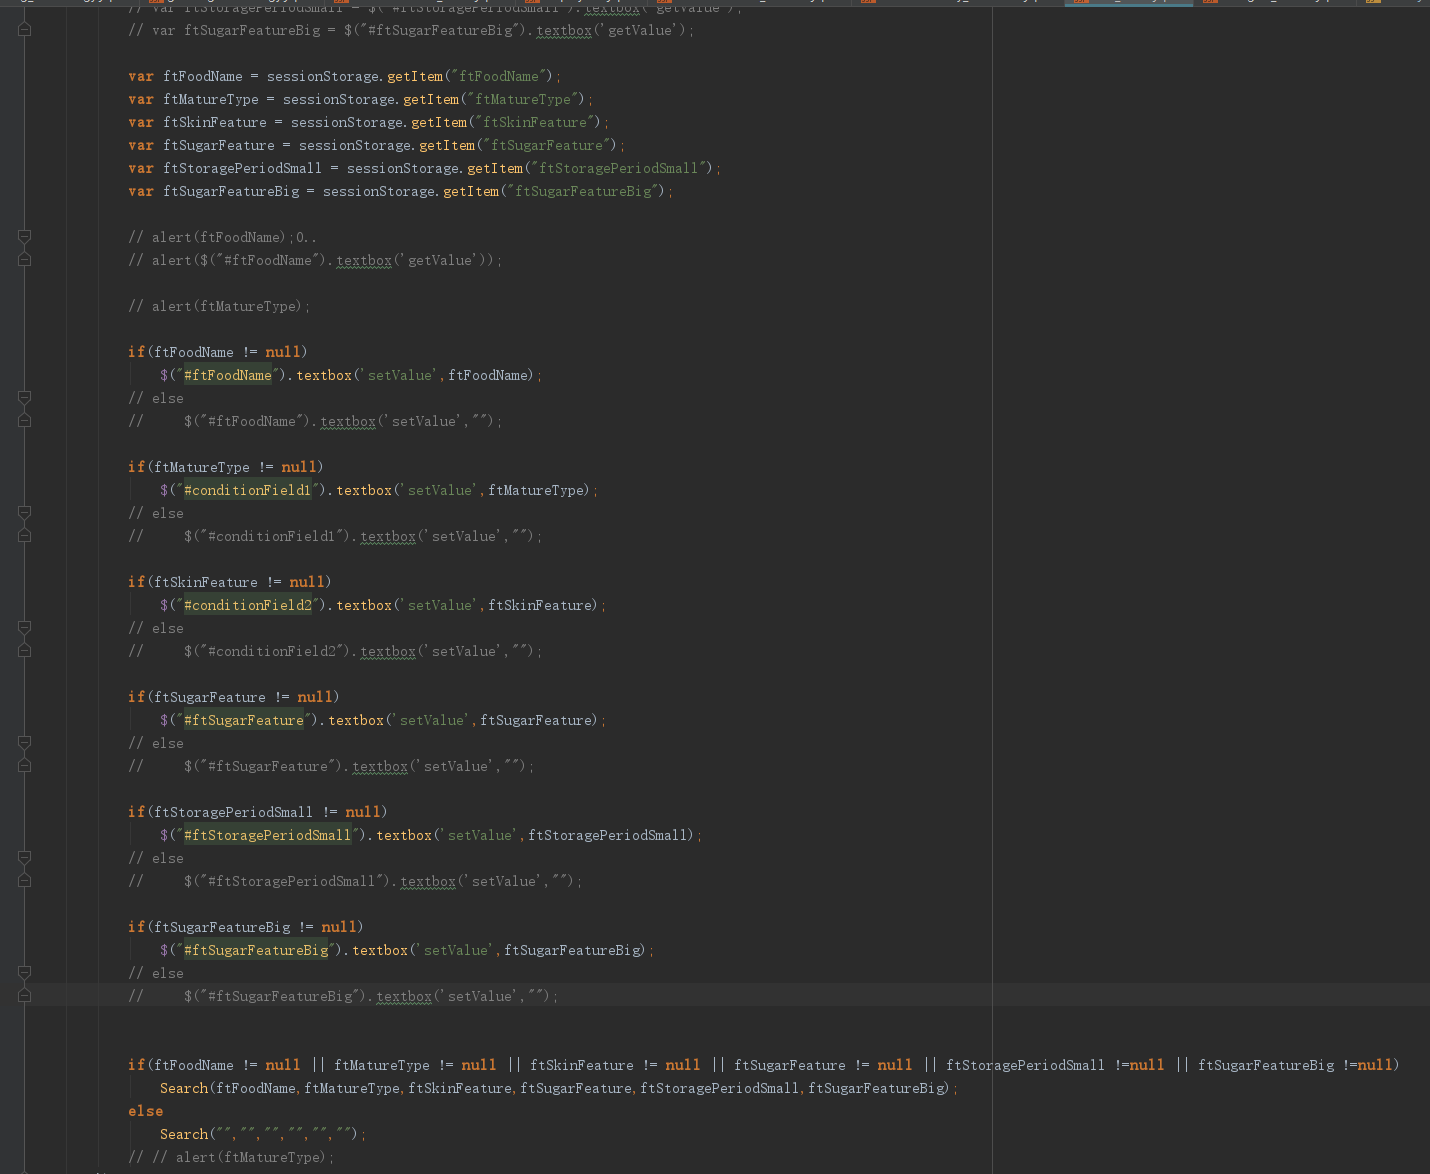 // var ftStoragePeriodSmall = $("#ftStoragePeriodSmall").textbox('getValue');
// var ftSugarFeatureBig = $("#ftSugarFeatureBig").textbox('getValue');
var ftFoodName = sessionStorage.getItem("ftFoodName");
var ftMatureType = sessionStorage.getItem("ftMatureType");
var ftSkinFeature = sessionStorage.getItem("ftSkinFeature");
var ftSugarFeature = sessionStorage.getItem("ftSugarFeature");
var ftStoragePeriodSmall = sessionStorage.getItem("ftStoragePeriodSmall");
var ftSugarFeatureBig = sessionStorage.getItem("ftSugarFeatureBig");
// alert(ftFoodName);0..
// alert($("#ftFoodName").textbox('getValue'));
// alert(ftMatureType);
if(ftFoodName != null)
$("#ftFoodName").textbox('setValue',ftFoodName);
// else
// $("#ftFoodName").textbox('setValue',"");
if(ftMatureType != null)
$("#conditionField1").textbox('setValue',ftMatureType);
// else
// $("#conditionField1").textbox('setValue',"");
if(ftSkinFeature != null)
$("#conditionField2").textbox('setValue',ftSkinFeature);
// else
// $("#conditionField2").textbox('setValue',"");
if(ftSugarFeature != null)
$("#ftSugarFeature").textbox('setValue',ftSugarFeature);
// else
// $("#ftSugarFeature").textbox('setValue',"");
if(ftStoragePeriodSmall != null)
$("#ftStoragePeriodSmall").textbox('setValue',ftStoragePeriodSmall);
// else
// $("#ftStoragePeriodSmall").textbox('setValue',"");
if(ftSugarFeatureBig != null)
$("#ftSugarFeatureBig").textbox('setValue',ftSugarFeatureBig);
// else
// $("#ftSugarFeatureBig").textbox('setValue',"");
if(ftFoodName != null || ftMatureType != null || ftSkinFeature != null || ftSugarFeature != null || ftStoragePeriodSmall !=null || ftSugarFeatureBig !=null)
Search(ftFoodName,ftMatureType,ftSkinFeature,ftSugarFeature,ftStoragePeriodSmall,ftSugarFeatureBig);
else
Search("","","","","","");
// // alert(ftMatureType);